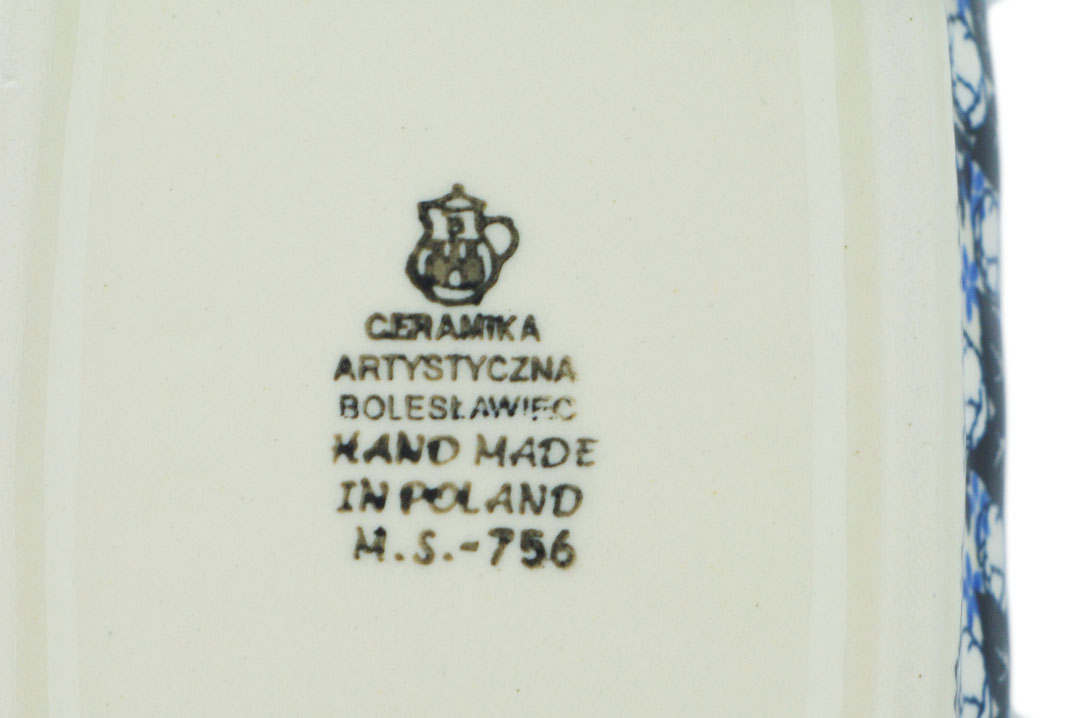 CERAMIKA
ARTYSTYCZNA
BOLESŁAWIEC
HAND MADE
IN POLAND
M.S.-756